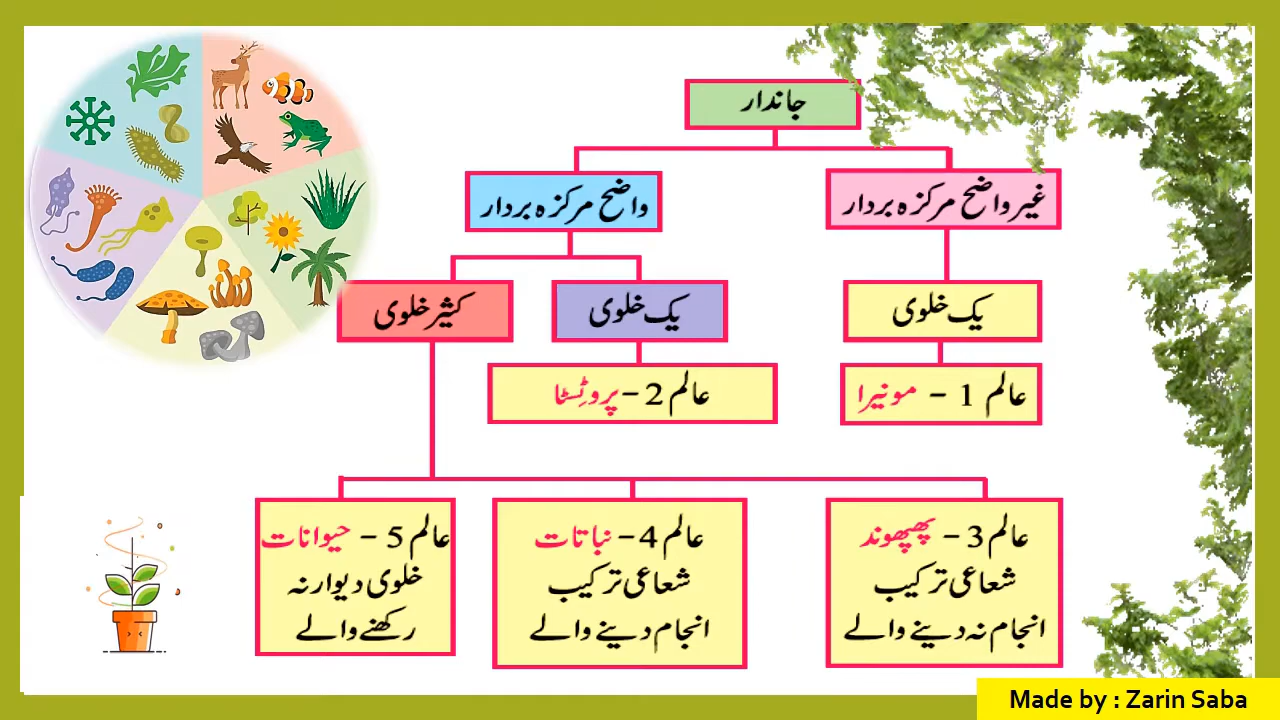 جاندار
غیر واضح مرکزہ بردار
واضح مرکزہ بردار
یک خلوی
یک خلوی
کثیر خلوی
عالم 1 - مونیرا
عالم 2 - پروٹِسٹا
عالم 3 - پھپھوند
شعاعی ترکیب
انجام نہ دینے والے
عالم 4 - نباتات
شعاعی ترکیب
انجام دینے والے
عالم 5 - حیوانات
خلوی دیوار نہ
رکھنے والے
Made by : Zarin Saba